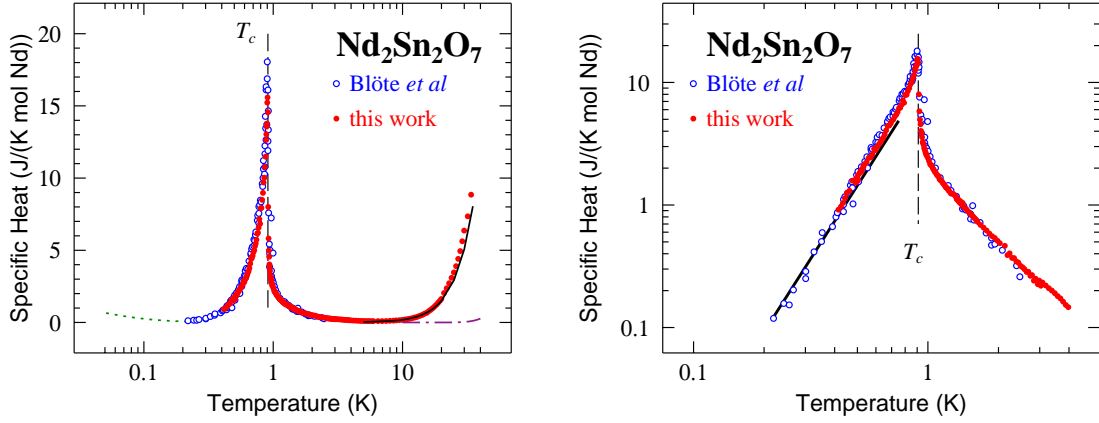 Nd₂Sn₂O₇
Blöte et al
this work
T_c
20
15
10
5
0
0.1
1
10
Specific Heat (J/(K mol Nd))
Temperature (K)
Nd₂Sn₂O₇
Blöte et al
this work
T_c
10
1
0.1
0.1
1
Specific Heat (J/(K mol Nd))
Temperature (K)